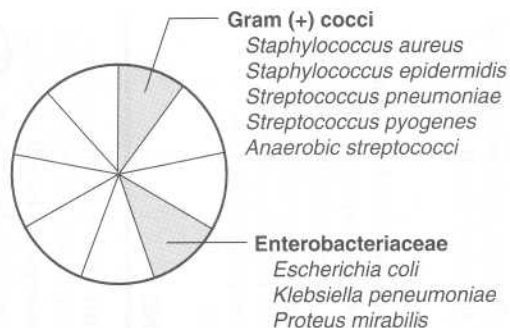 Gram (+) cocci
Staphylococcus aureus
Staphylococcus epidermidis
Streptococcus pneumoniae
Streptococcus pyogenes
Anaerobic streptococci
Enterobacteriaceae
Escherichia coli
Klebsiella peneumoniae
Proteus mirabilis